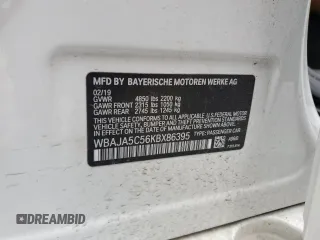 MFD BY BAYERISCHE MOTOREN WERKE AG
02/19
GVWR 4850 lbs 2200 kg
GAWR FRONT 2315 lbs 1050 kg
GAWR REAR 2745 lbs 1245 kg
THIS VEHICLE CONFORMS TO ALL APPLICABLE
U.S. FEDERAL MOTOR VEHICLE SAFETY, BUMPER,
AND THEFT PREVENTION STANDARDS IN EFFECT
ON THE DATE OF MANUFACTURE SHOWN ABOVE.
WBAJA5C56KBX86395 TYPE: PASSENGER CAR
bidfax.info